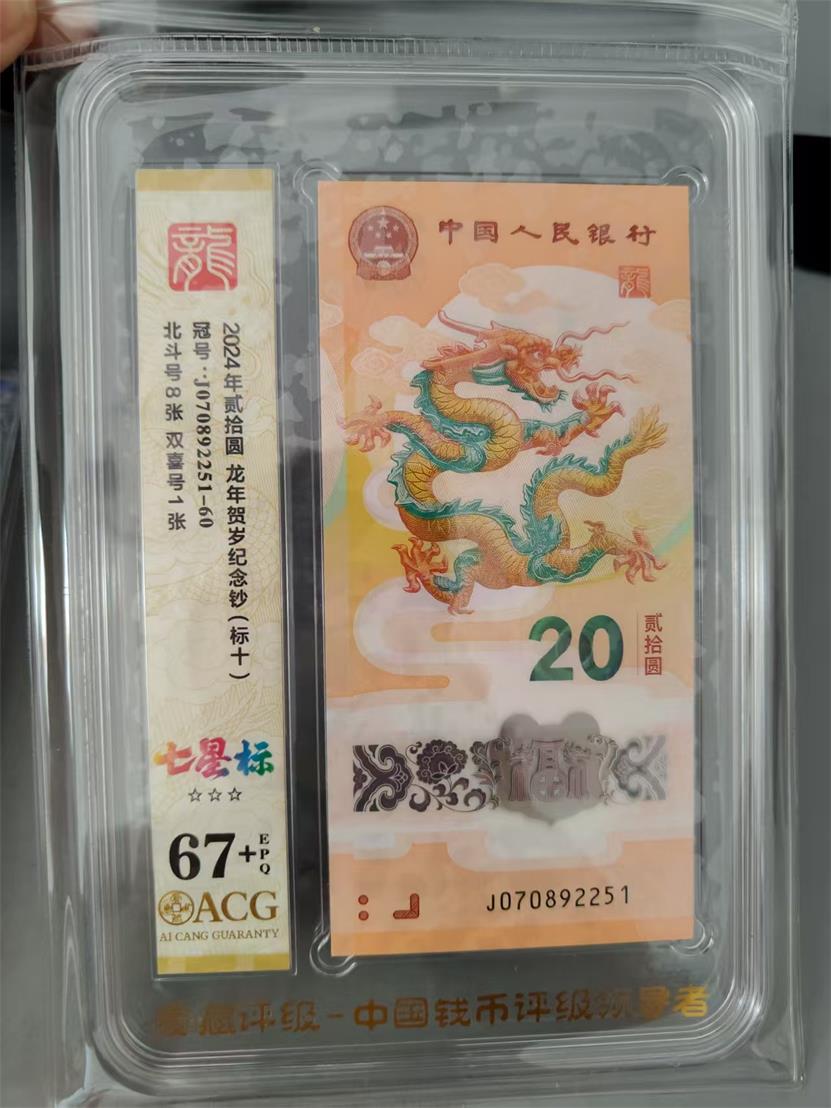 龍
2024年贰拾圆 龙年贺岁纪念钞(标十)
冠号:J070892251-60
北斗号8张 双喜号1张
七星标
67+
EPQ
ACG
AI CANG GUARANTY
中国人民银行
龍
20
贰拾圆
福
J070892251
爱藏评级-中国钱币评级领导者